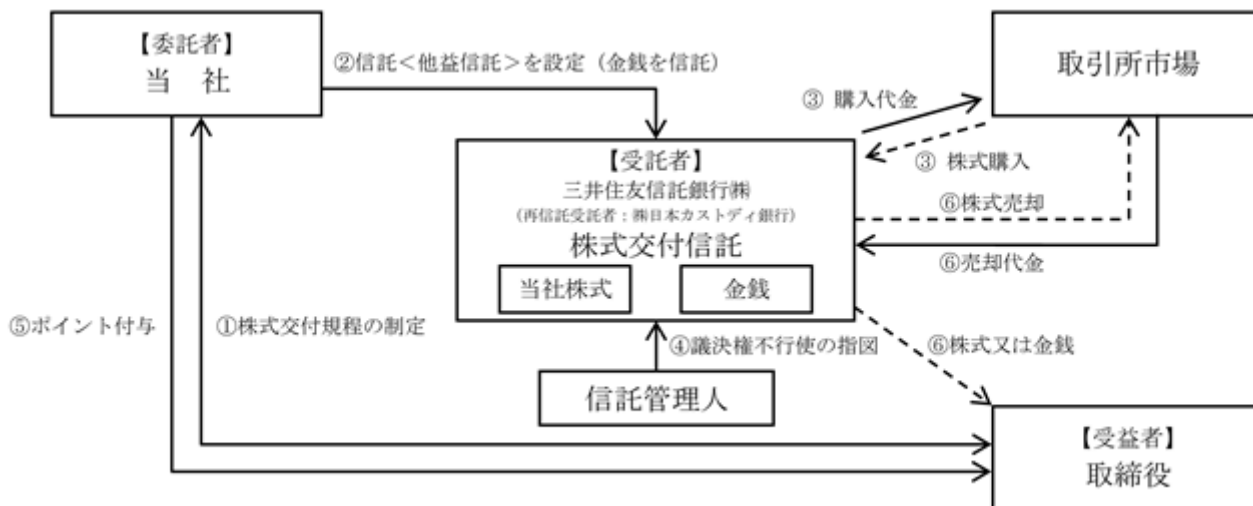 【委託者】
当　社
②信託＜他益信託＞を設定（金銭を信託）
取引所市場
③ 購入代金
③ 株式購入
【受託者】
三井住友信託銀行㈱
（再信託受託者：㈱日本カストディ銀行）
株式交付信託
当社株式
金銭
⑥株式売却
⑥売却代金
⑤ポイント付与
①株式交付規程の制定
④議決権不行使の指図
⑥株式又は金銭
信託管理人
【受益者】
取締役